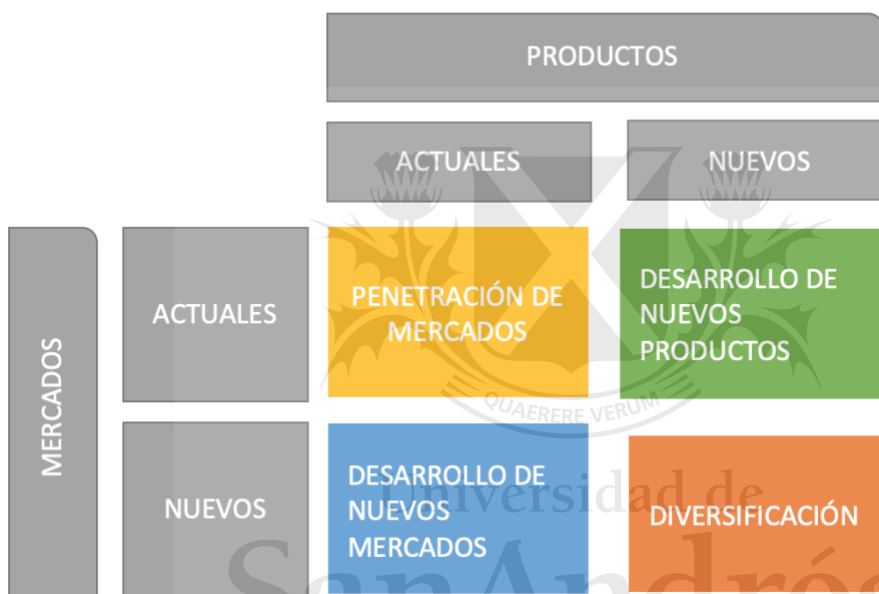 PRODUCTOS
ACTUALES
NUEVOS
MERCADOS
ACTUALES
PENETRACIÓN DE
MERCADOS
DESARROLLO DE
NUEVOS
PRODUCTOS
QUAERERE VERUM
NUEVOS
DESARROLLO DE
NUEVOS
MERCADOS
DIVERSIFICACIÓN
Universidad de
SanAndrés